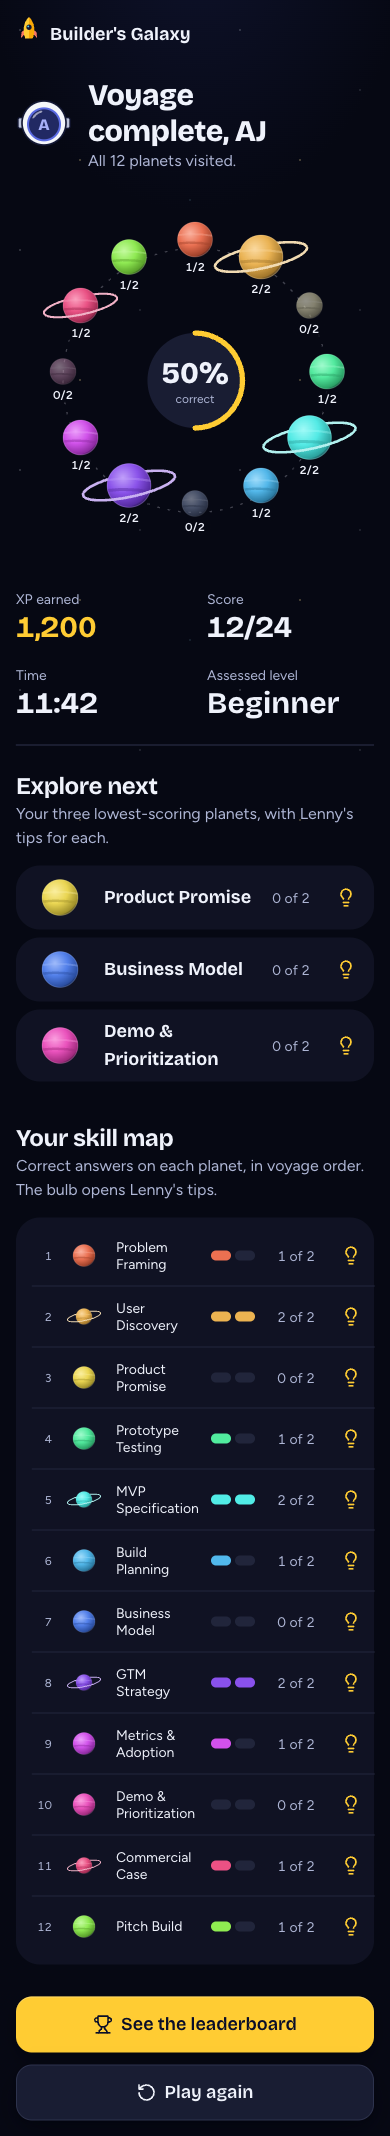 Builder's Galaxy
A
Voyage
complete, AJ
All 12 planets visited.
1/2
1/2
2/2
1/2
0/2
50%
correct
0/2
1/2
1/2
2/2
2/2
1/2
0/2
XP earned
1,200
Score
12/24
Time
11:42
Assessed level
Beginner
Explore next
Your three lowest-scoring planets, with Lenny's
tips for each.
Product Promise 0 of 2
Business Model 0 of 2
Demo &
Prioritization
0 of 2
Your skill map
Correct answers on each planet, in voyage order.
The bulb opens Lenny's tips.
1 Problem
Framing
1 of 2
2 User
Discovery
2 of 2
3 Product
Promise
0 of 2
4 Prototype
Testing
1 of 2
5 MVP
Specification
2 of 2
6 Build
Planning
1 of 2
7 Business
Model
0 of 2
8 GTM
Strategy
2 of 2
9 Metrics &
Adoption
1 of 2
10 Demo &
Prioritization
0 of 2
11 Commercial
Case
1 of 2
12 Pitch Build 1 of 2
See the leaderboard
Play again